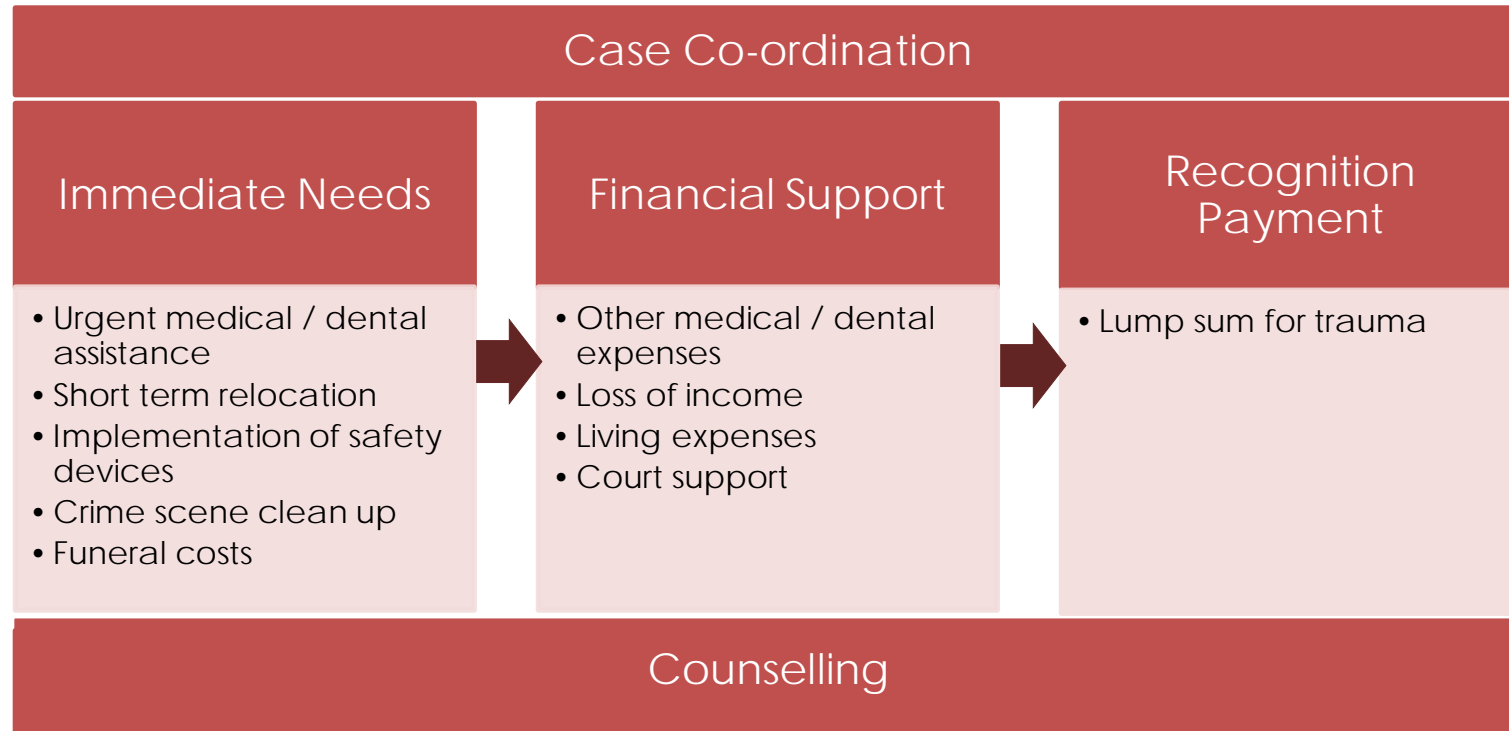 Case Co-ordination
Immediate Needs
• Urgent medical / dental
assistance
• Short term relocation
• Implementation of safety
devices
• Crime scene clean up
• Funeral costs
Financial Support
• Other medical / dental
expenses
• Loss of income
• Living expenses
• Court support
Recognition
Payment
• Lump sum for trauma
Counselling